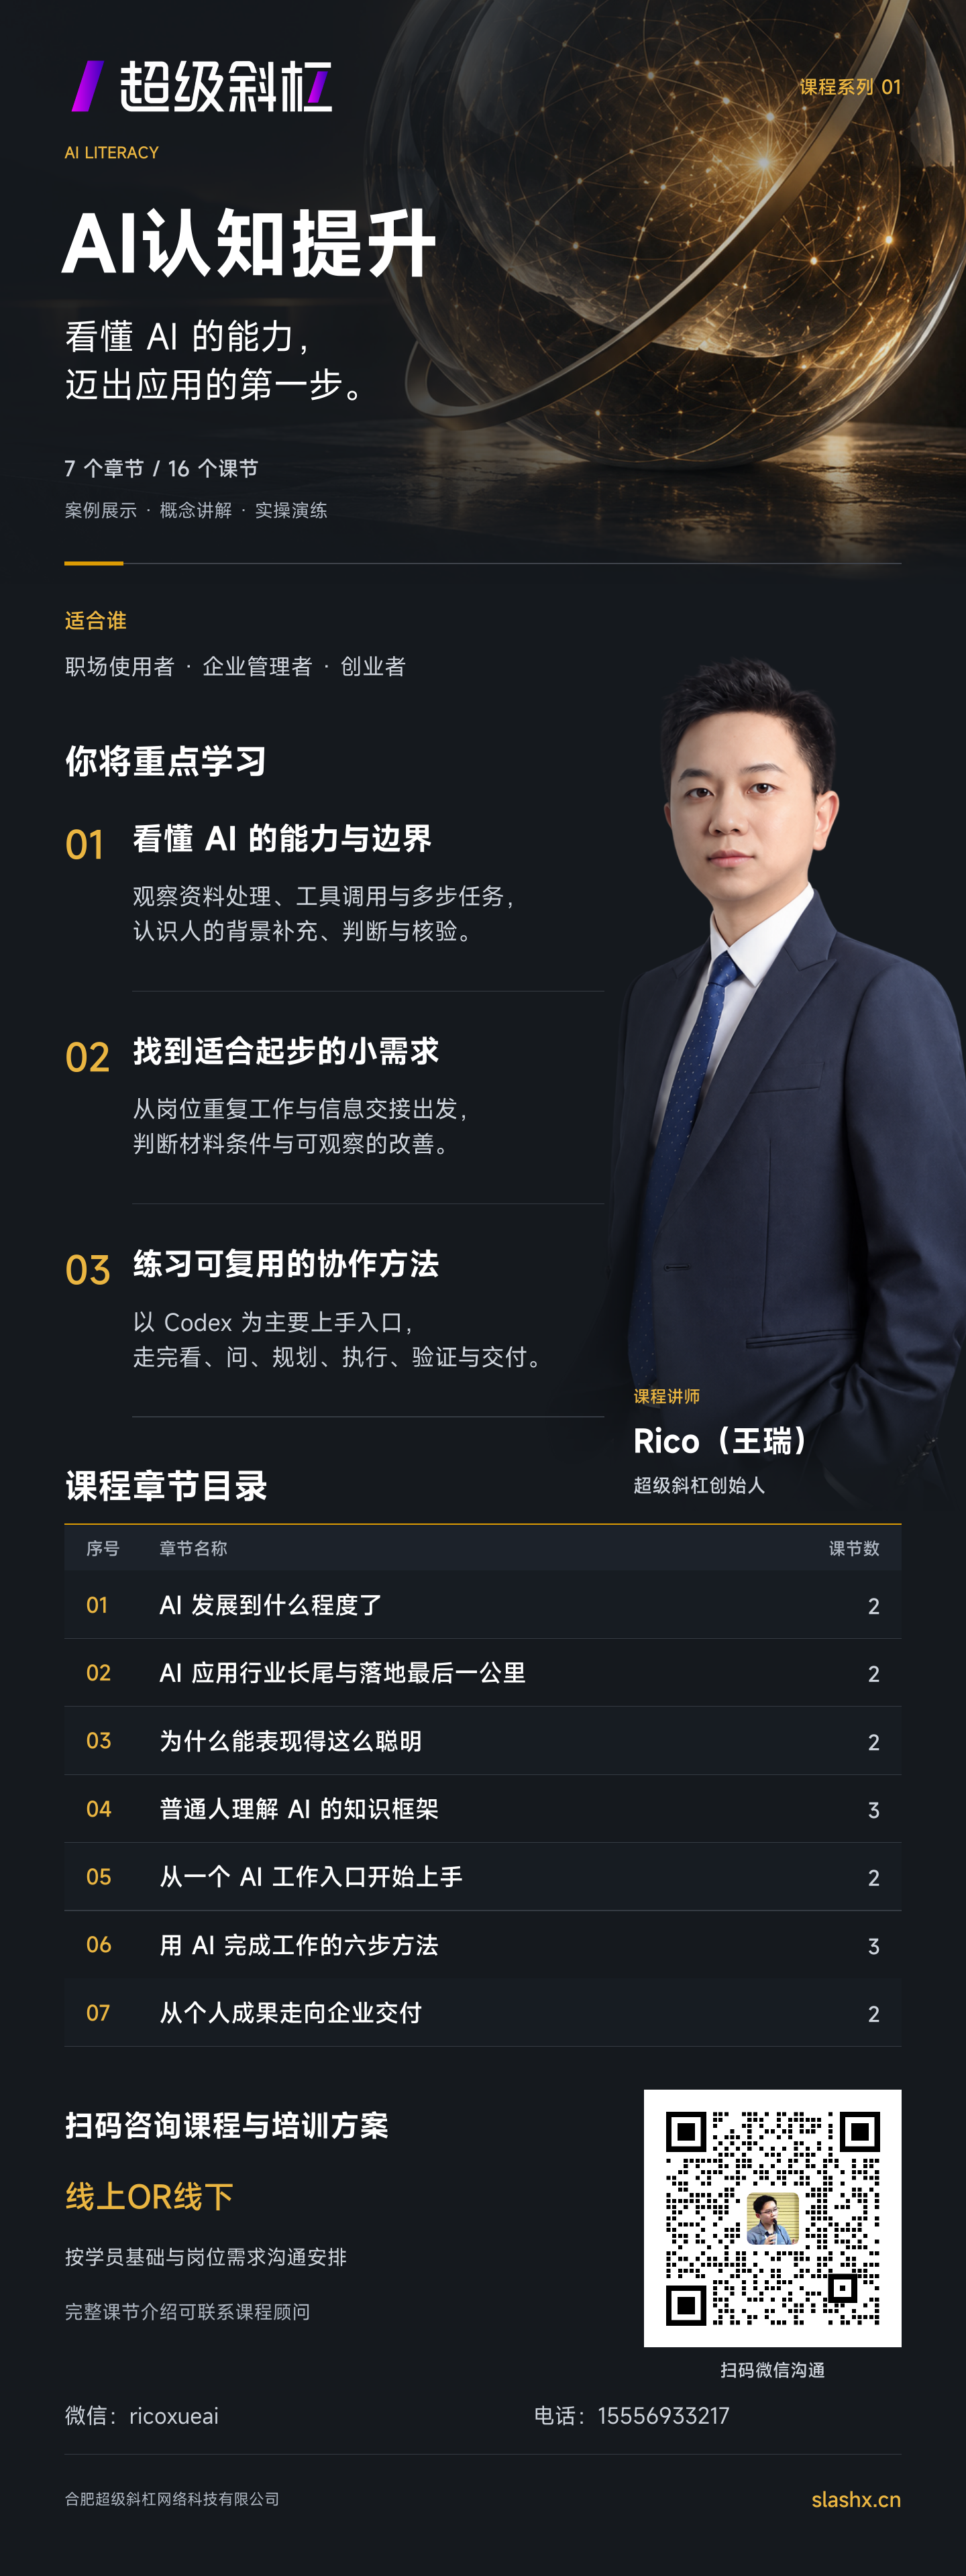 超级斜杠
课程系列 01
AI LITERACY
AI认知提升
看懂 AI 的能力，
迈出应用的第一步。
7 个章节 / 16 个课节
案例展示 · 概念讲解 · 实操演练
适合谁
职场使用者 · 企业管理者 · 创业者
你将重点学习
01 看懂 AI 的能力与边界
观察资料处理、工具调用与多步任务，
认识人的背景补充、判断与核验。
02 找到适合起步的小需求
从岗位重复工作与信息交接出发，
判断材料条件与可观察的改善。
03 练习可复用的协作方法
以 Codex 为主要上手入口，
走完看、问、规划、执行、验证与交付。
课程讲师
Rico（王瑞）
超级斜杠创始人
课程章节目录
序号 章节名称 课节数
01 AI 发展到什么程度了 2
02 AI 应用行业长尾与落地最后一公里 2
03 为什么能表现得这么聪明 2
04 普通人理解 AI 的知识框架 3
05 从一个 AI 工作入口开始上手 2
06 用 AI 完成工作的六步方法 3
07 从个人成果走向企业交付 2
扫码咨询课程与培训方案
线上OR线下
按学员基础与岗位需求沟通安排
完整课节介绍可联系课程顾问
扫码微信沟通
微信：ricoxueai 电话：15556933217
合肥超级斜杠网络科技有限公司 slashx.cn